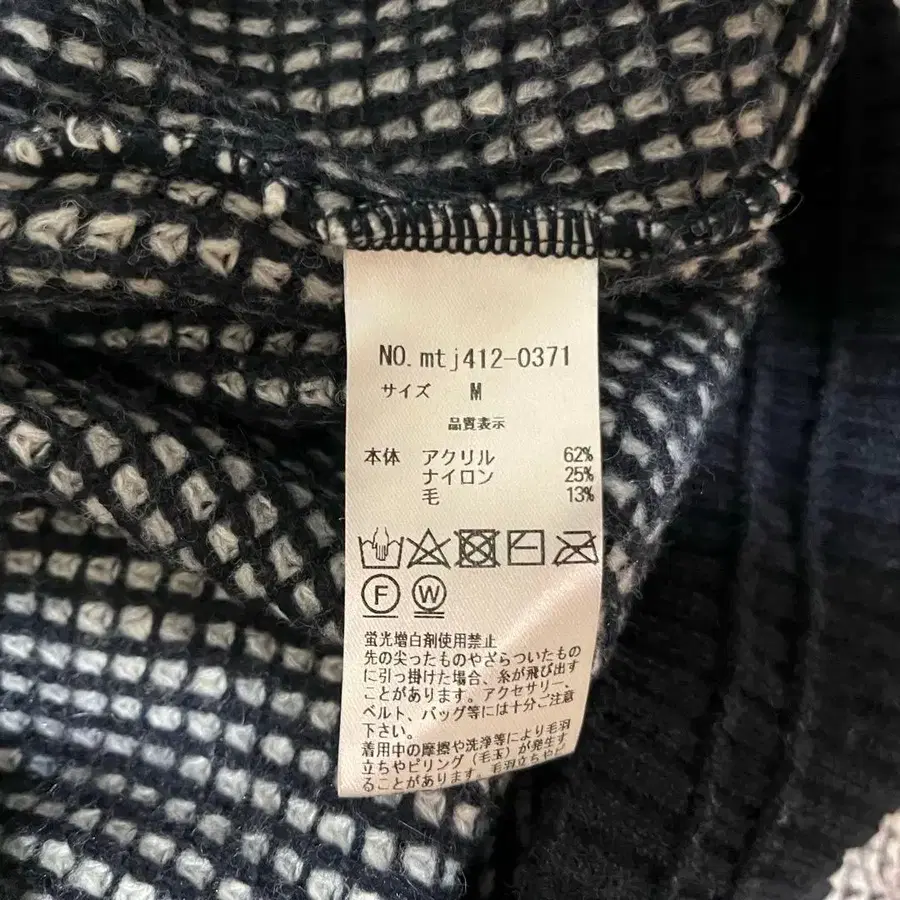 NO. mtj412-0371
サイズ M
品質表示
本体 アクリル 62%
ナイロン 25%
毛 13%
F W
蛍光増白剤使用禁止
先の尖ったものやざらついたもの
に引っ掛けた場合、糸が飛び出す
ことがあります。アクセサリー、
ベルト、バッグ等には十分ご注意
下さい。
着用中の摩擦や洗浄等により毛羽
立ちやピリング（毛玉）が発生す
ることがあります。毛羽立ちや